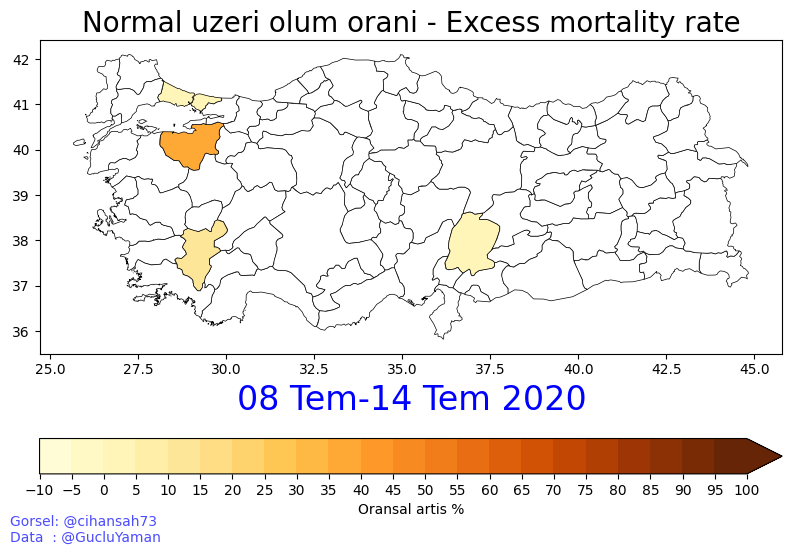 Normal uzeri olum orani - Excess mortality rate
42
41
40
39
38
37
36
25.0 27.5 30.0 32.5 35.0 37.5 40.0 42.5 45.0
08 Tem-14 Tem 2020
−10 −5 0 5 10 15 20 25 30 35 40 45 50 55 60 65 70 75 80 85 90 95 100
Oransal artis %
Gorsel: @cihansah73
Data : @GucluYaman